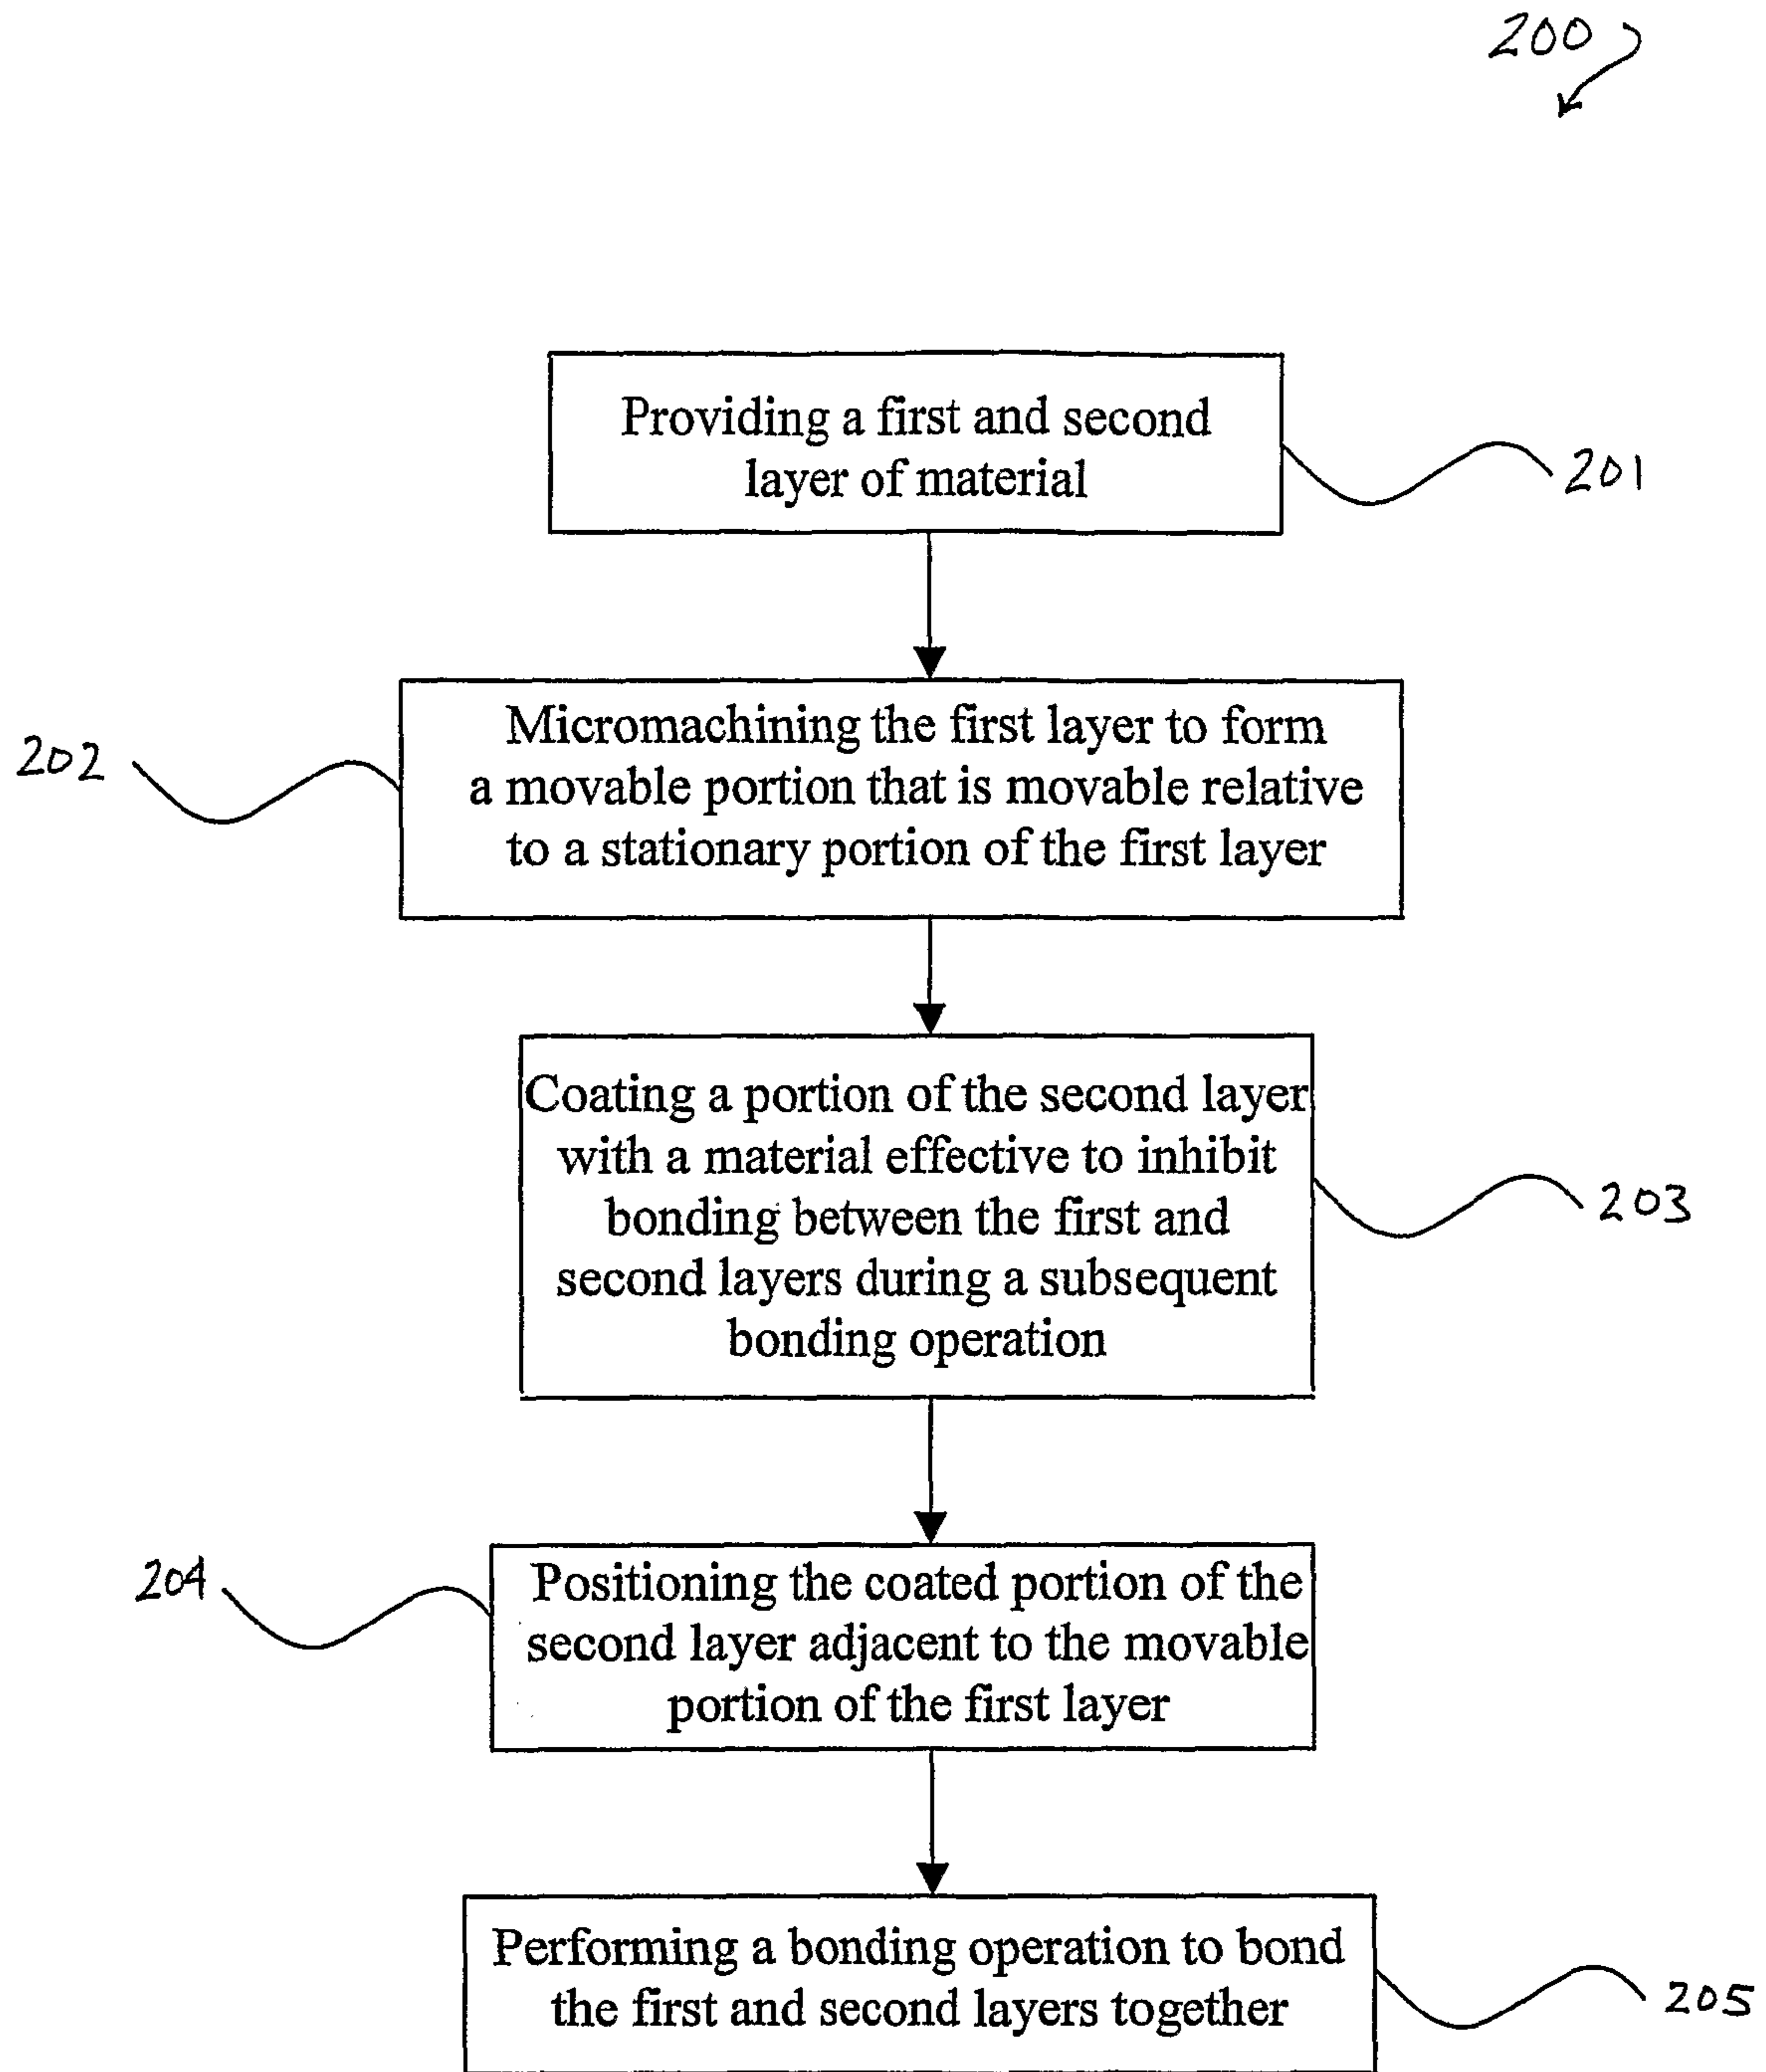 200
Providing a first and second
layer of material
201
Micromachining the first layer to form
a movable portion that is movable relative
to a stationary portion of the first layer
202
Coating a portion of the second layer
with a material effective to inhibit
bonding between the first and
second layers during a subsequent
bonding operation
203
Positioning the coated portion of the
second layer adjacent to the movable
portion of the first layer
204
Performing a bonding operation to bond
the first and second layers together
205